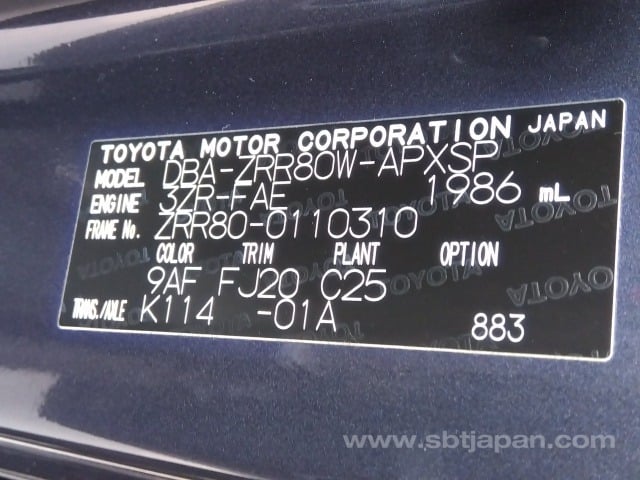 TOYOTA MOTOR CORPORATION JAPAN
MODEL DBA-ZRR80W-APXSP
ENGINE 3ZR-FAE 1986 mL
FRAME No. ZRR80-0110310
COLOR TRIM PLANT OPTION
9AF FJ20 C25
TRANS./AXLE K114 -01A
883
www.sbtjapan.com